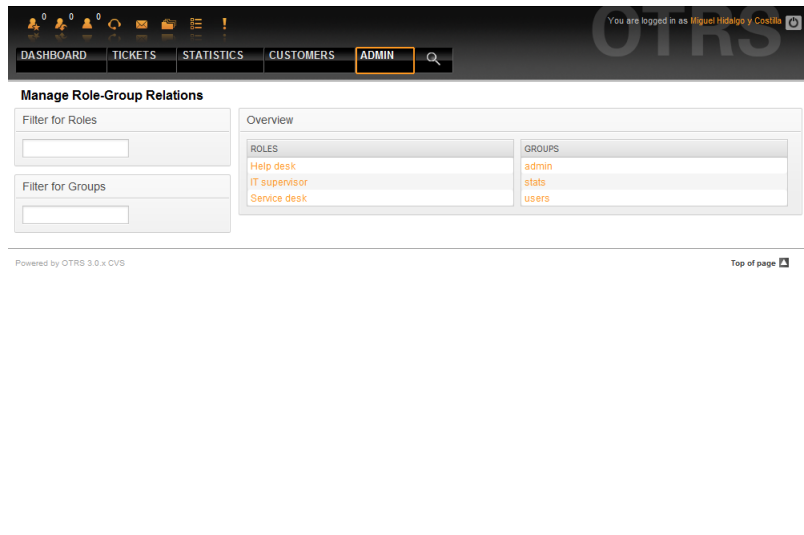 0 0 0
You are logged in as Miguel Hidalgo y Costilla
OTRS
DASHBOARD TICKETS STATISTICS CUSTOMERS ADMIN
Manage Role-Group Relations
Filter for Roles
Filter for Groups
Overview
ROLES GROUPS
Help desk admin
IT supervisor stats
Service desk users
Powered by OTRS 3.0.x CVS
Top of page